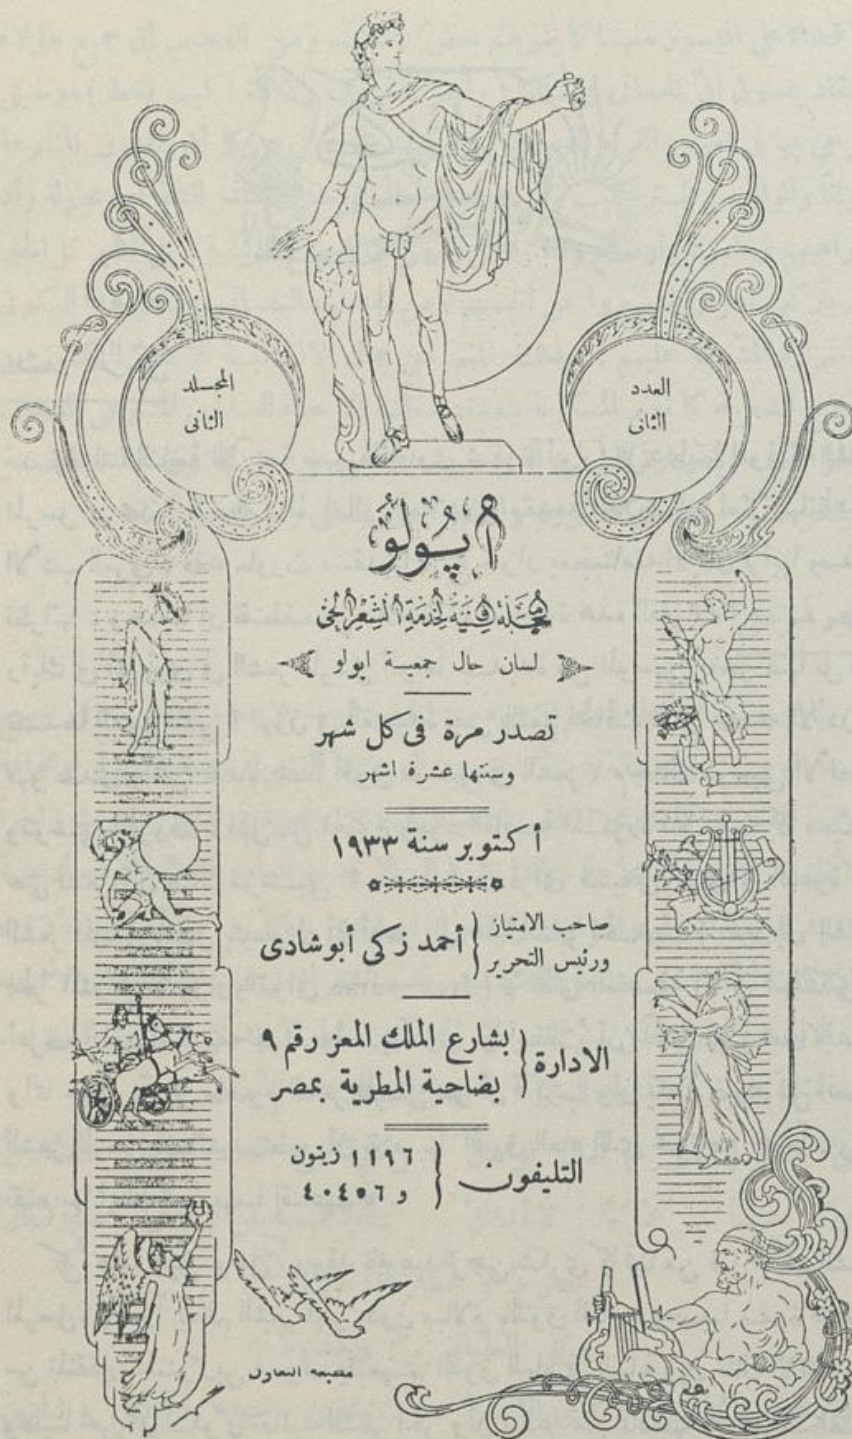 العدد
الثانى
المجلد
الثانى
أپولو
مجلة فنية لخدمة الشعر الحى
لسان حال جمعية ابولو
تصدر مرة فى كل شهر
وسنتها عشرة اشهر
أكتوبر سنة ١٩٣٣
صاحب الامتياز
ورئيس التحرير } أحمد زكى أبوشادى
الادارة { بشارع الملك المعز رقم ٩
بضاحية المطرية بمصر
التليفون { ١١٩٦ زيتون
و ٤٠٤٥٦
مطبعة التعاون